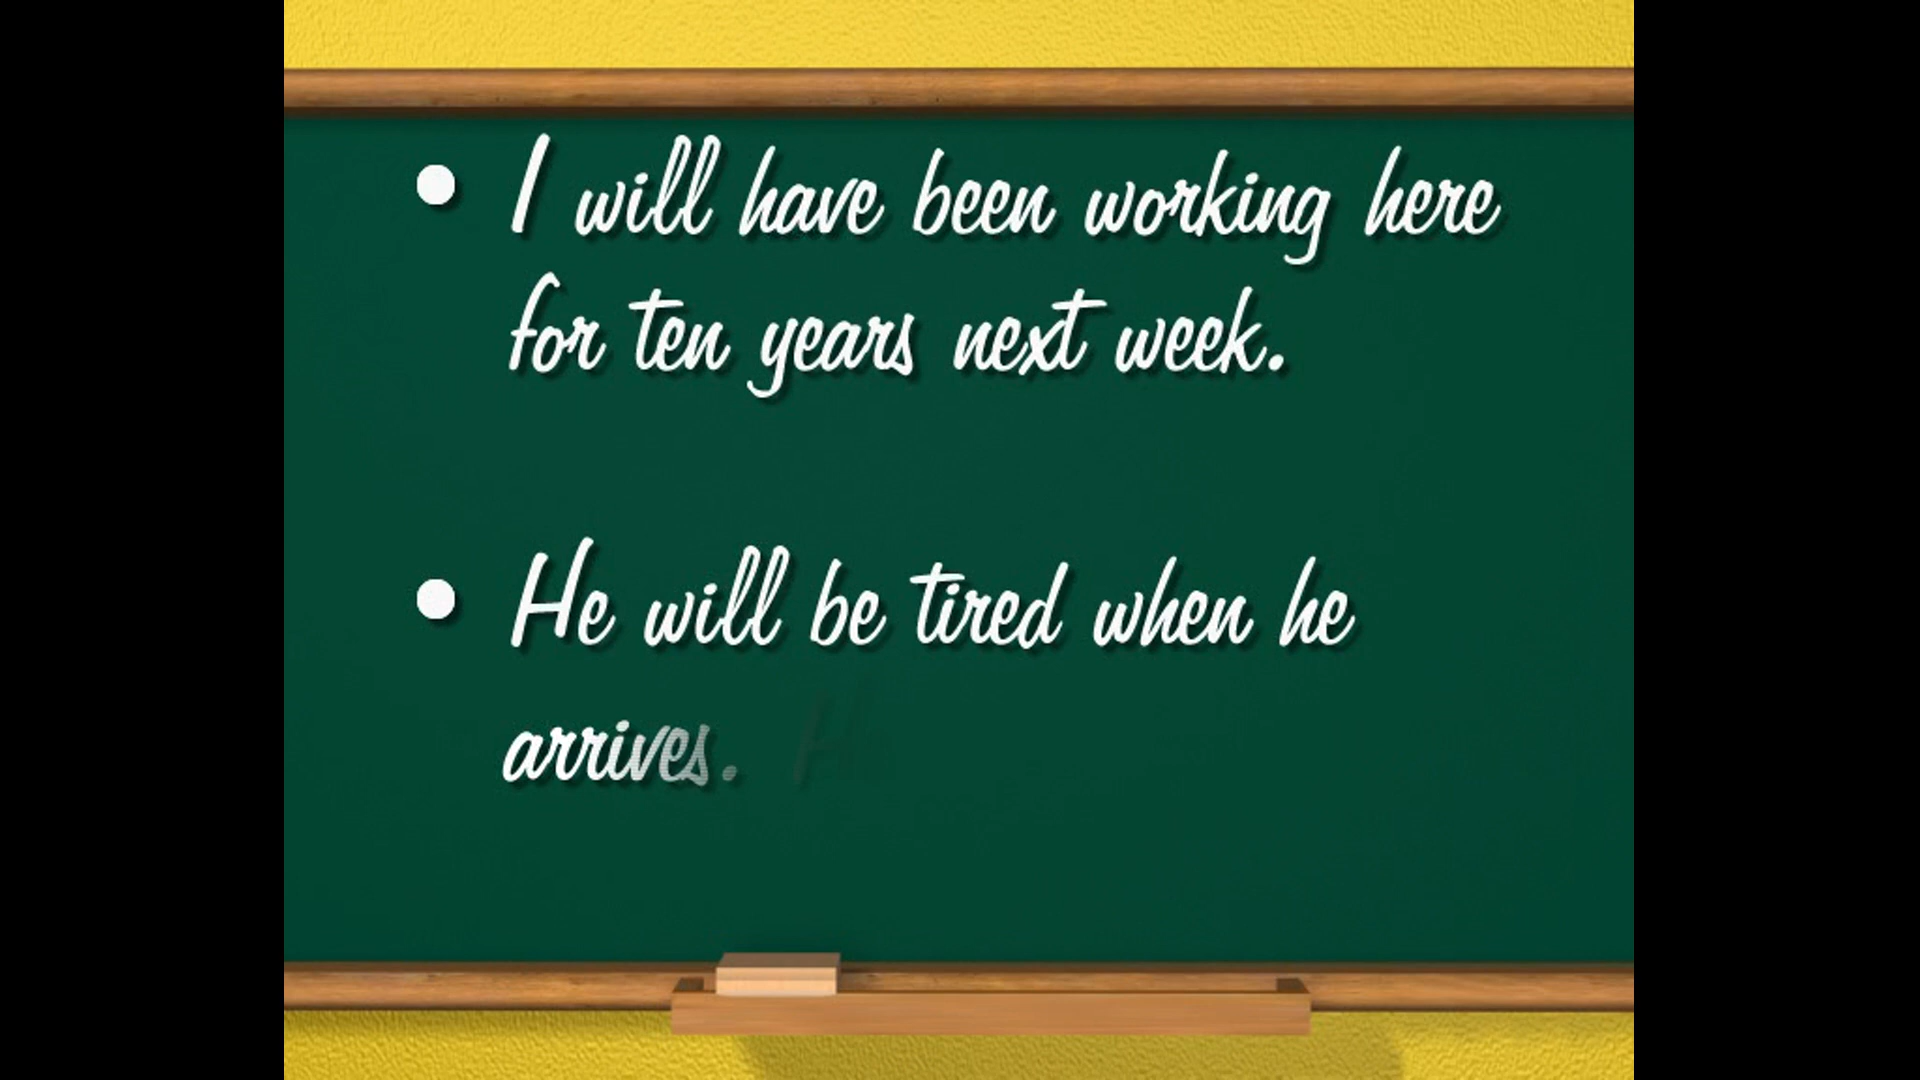 • I will have been working here
for ten years next week.
• He will be tired when he
arrives.